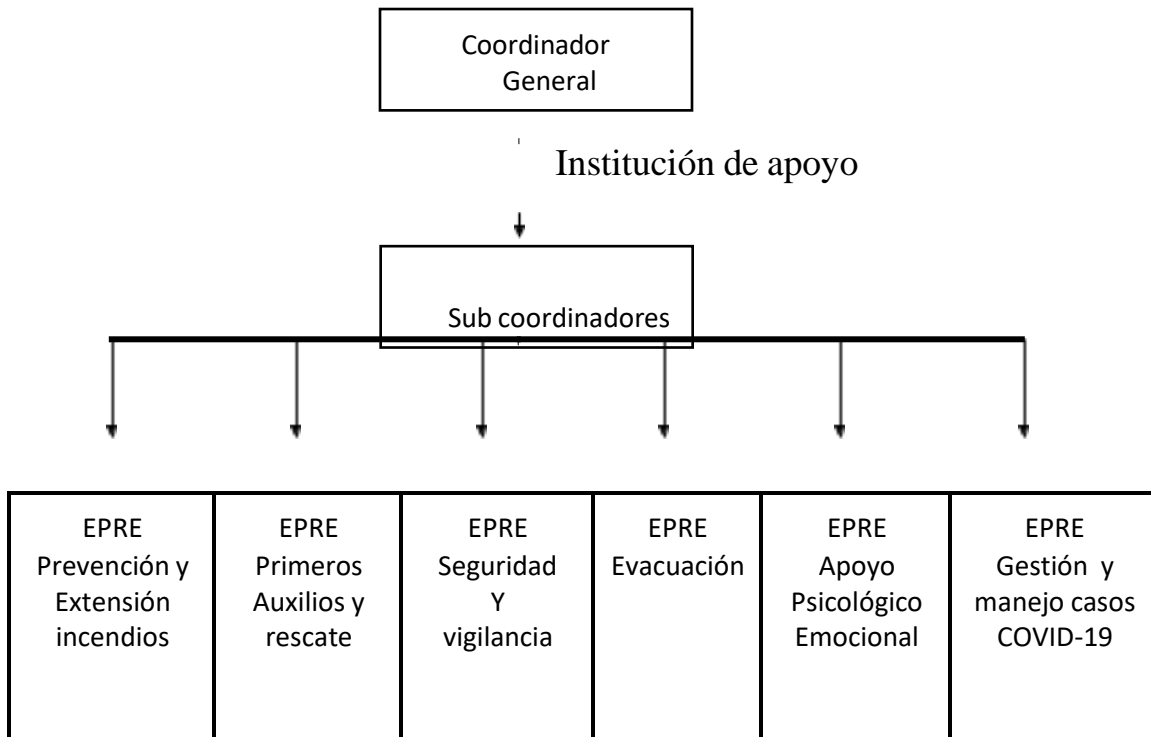 Coordinador
General
Institución de apoyo
Sub coordinadores
EPRE
Prevención y
Extensión
incendios
EPRE
Primeros
Auxilios y
rescate
EPRE
Seguridad
Y
vigilancia
EPRE
Evacuación
EPRE
Apoyo
Psicológico
Emocional
EPRE
Gestión y
manejo casos
COVID-19